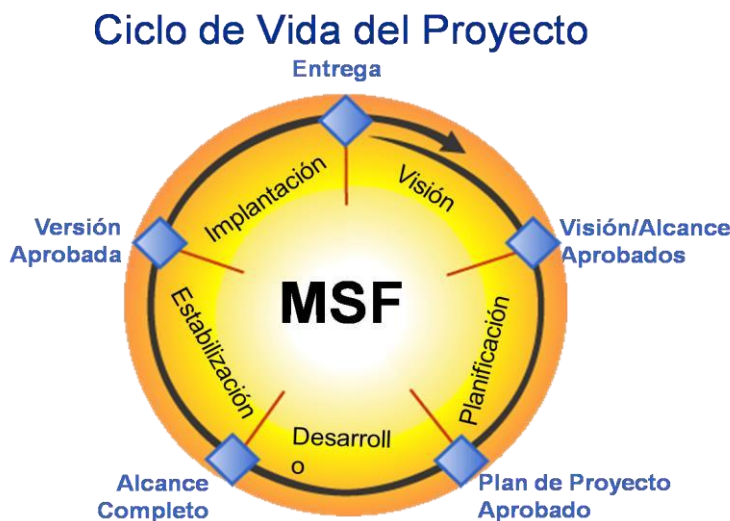 Ciclo de Vida del Proyecto
Entrega
Implantación
Visión
Versión
Aprobada
Visión/Alcance
Aprobados
MSF
Estabilización
Planificación
Desarroll
o
Alcance
Completo
Plan de Proyecto
Aprobado